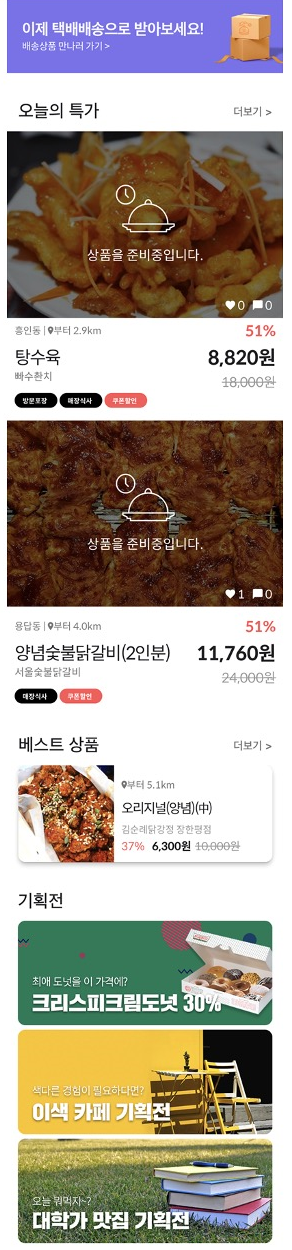 이제 택배배송으로 받아보세요!
배송상품 만나러 가기 >
오늘의 특가
더보기 >
상품을 준비중입니다.
0 0
흥인동 | 부터 2.9km
51%
탕수육
8,820원
빠수환치
18,000원
방문포장 매장식사 쿠폰할인
상품을 준비중입니다.
1 0
용답동 | 부터 4.0km
51%
양념숯불닭갈비(2인분)
11,760원
서울숯불닭갈비
24,000원
매장식사 쿠폰할인
베스트 상품
더보기 >
부터 5.1km
오리지널(양념)(中)
김순례닭강정 장한평점
37% 6,300원 10,000원
기획전
최애 도넛을 이 가격에?
크리스피크림도넛 30%
색다른 경험이 필요하다면?
이색 카페 기획전
오늘 뭐먹지~?
대학가 맛집 기획전